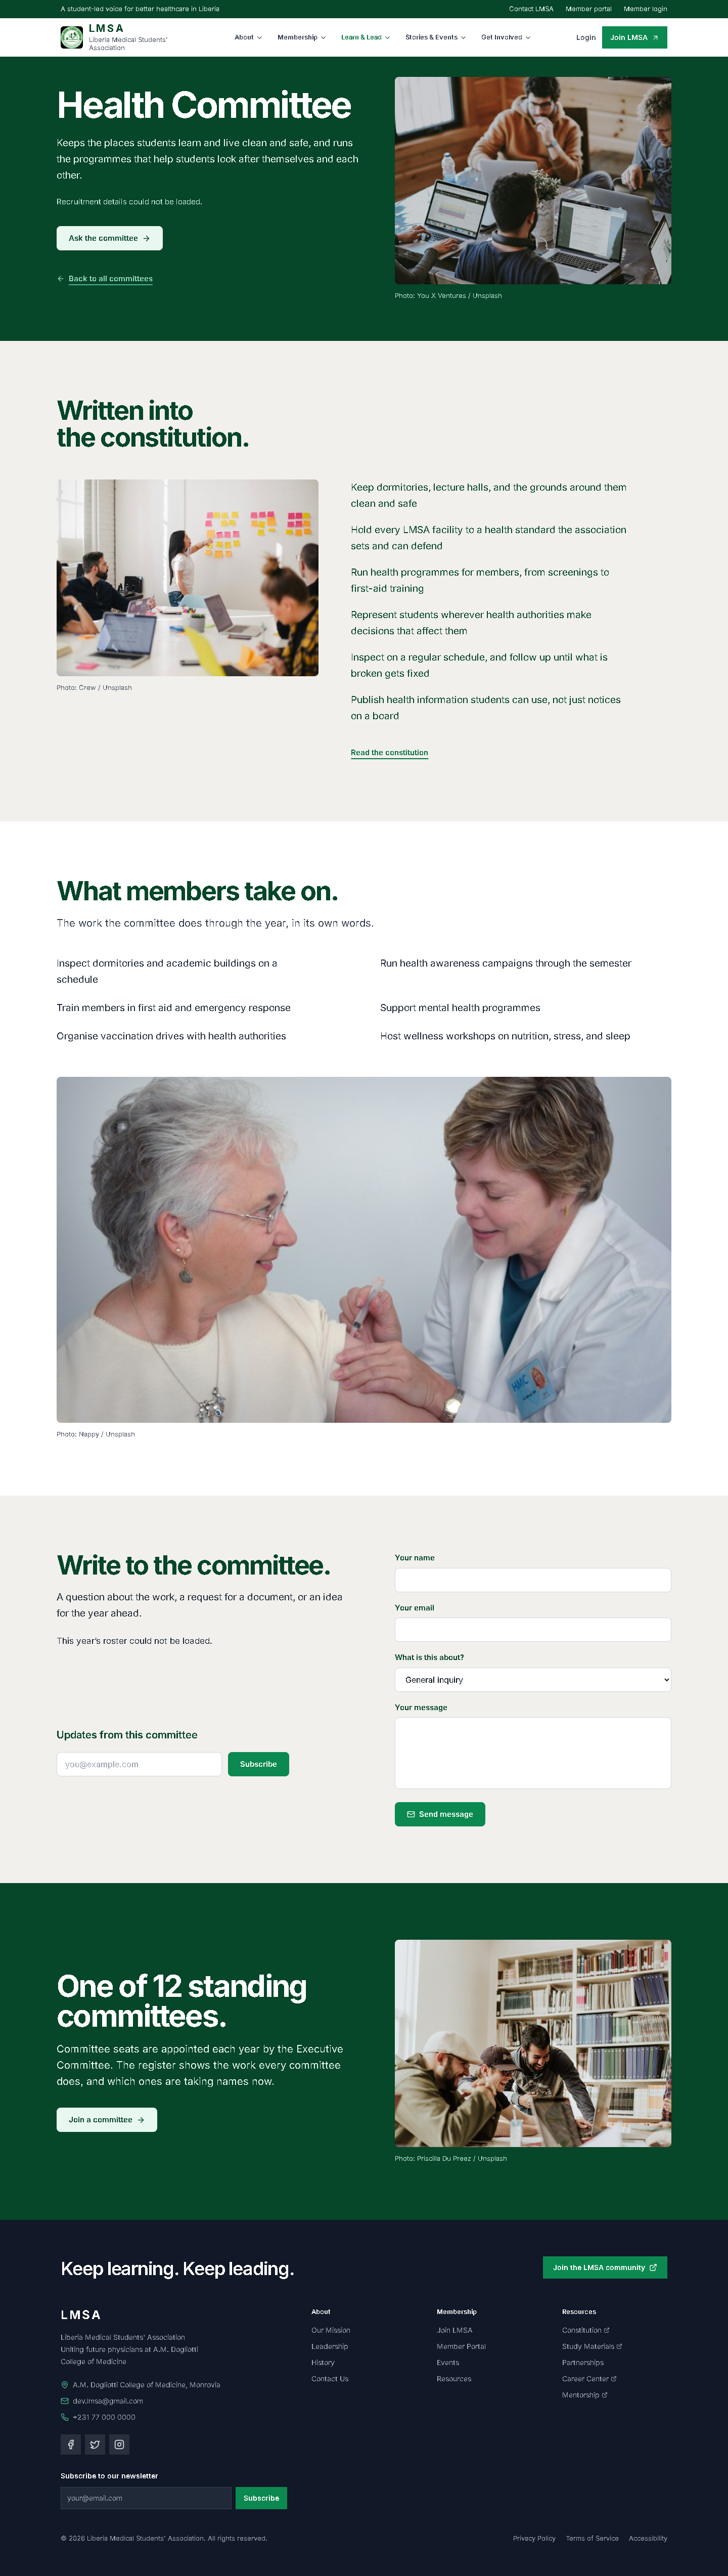 A student-led voice for better healthcare in Liberia
Contact LMSA
Member portal
Member login
LMSA
Liberia Medical Students'
Association
About
Membership
Learn & Lead
Stories & Events
Get Involved
Login
Join LMSA
Health Committee
Keeps the places students learn and live clean and safe, and runs
the programmes that help students look after themselves and each
other.
Recruitment details could not be loaded.
Ask the committee
Back to all committees
Photo: You X Ventures / Unsplash
Written into
the constitution.
Photo: Crew / Unsplash
Keep dormitories, lecture halls, and the grounds around them
clean and safe
Hold every LMSA facility to a health standard the association
sets and can defend
Run health programmes for members, from screenings to
first-aid training
Represent students wherever health authorities make
decisions that affect them
Inspect on a regular schedule, and follow up until what is
broken gets fixed
Publish health information students can use, not just notices
on a board
Read the constitution
What members take on.
The work the committee does through the year, in its own words.
Inspect dormitories and academic buildings on a
schedule
Run health awareness campaigns through the semester
Train members in first aid and emergency response
Support mental health programmes
Organise vaccination drives with health authorities
Host wellness workshops on nutrition, stress, and sleep
HMC
Photo: Nappy / Unsplash
Write to the committee.
A question about the work, a request for a document, or an idea
for the year ahead.
This year's roster could not be loaded.
Updates from this committee
you@example.com
Subscribe
Your name
Your email
What is this about?
General inquiry
Your message
Send message
One of 12 standing
committees.
Committee seats are appointed each year by the Executive
Committee. The register shows the work every committee
does, and which ones are taking names now.
Join a committee
Photo: Priscilla Du Preez / Unsplash
Keep learning. Keep leading.
Join the LMSA community
LMSA
Liberia Medical Students' Association
Uniting future physicians at A.M. Dogliotti
College of Medicine
A.M. Dogliotti College of Medicine, Monrovia
dev.lmsa@gmail.com
+231 77 000 0000
Subscribe to our newsletter
your@email.com
Subscribe
About
Our Mission
Leadership
History
Contact Us
Membership
Join LMSA
Member Portal
Events
Resources
Resources
Constitution
Study Materials
Partnerships
Career Center
Mentorship
© 2026 Liberia Medical Students' Association. All rights reserved.
Privacy Policy
Terms of Service
Accessibility